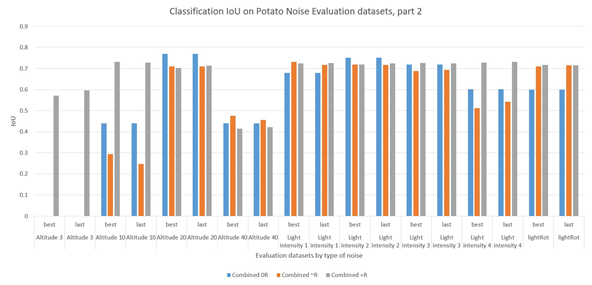 Classification IoU on Potato Noise Evaluation datasets, part 2
0.9
0.8
0.7
0.6
0.5
0.4
0.3
0.2
0.1
0
IoU
best last best last best last best last best last best last best last best last best last
Altitude 3 Altitude 3 Altitude 10 Altitude 10 Altitude 20 Altitude 20 Altitude 40 Altitude 40 Light intensity 1 Light intensity 1 Light intensity 2 Light intensity 2 Light intensity 3 Light intensity 3 Light intensity 4 Light intensity 4 lightRot lightRot
Evaluation datasets by type of noise
Combined 0R Combined ~R Combined +R